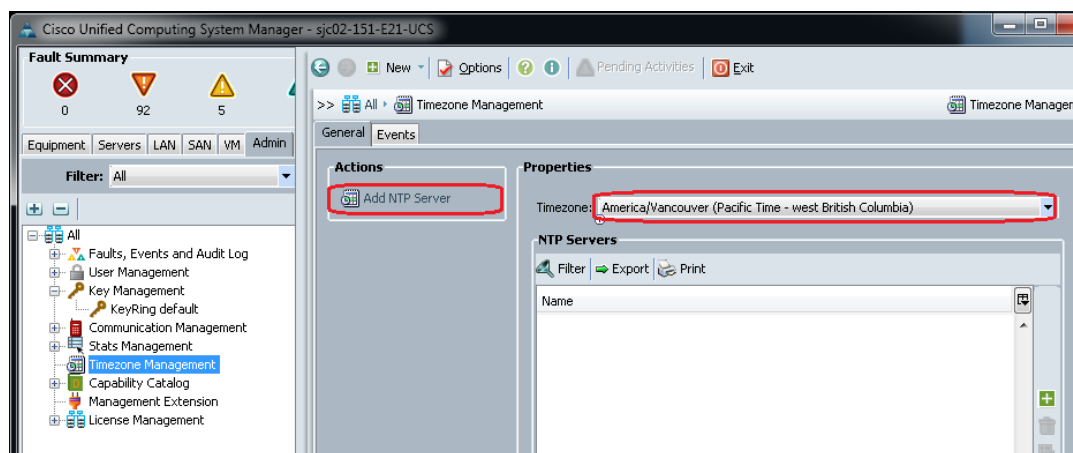 Cisco Unified Computing System Manager - sjc02-151-E21-UCS
Fault Summary
0 92 5
New Options Pending Activities Exit
>> All Timezone Management Timezone Manager
Equipment Servers LAN SAN VM Admin
General Events
Filter: All
Actions
Add NTP Server
Properties
Timezone: America/Vancouver (Pacific Time - west British Columbia)
NTP Servers
Filter Export Print
Name
All
Faults, Events and Audit Log
User Management
Key Management
KeyRing default
Communication Management
Stats Management
Timezone Management
Capability Catalog
Management Extension
License Management